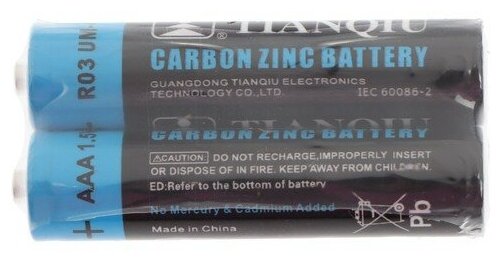 TIANQIU
CARBON ZINC BATTERY
GUANGDONG TIANQIU ELECTRONICS
TECHNOLOGY CO., LTD. IEC 60086-2
R03 UM-
TIANQIU
CARBON ZINC BATTERY
⚠CAUTION: DO NOT RECHARGE,IMPROPERLY INSERT
OR DISPOSE OF IN FIRE. KEEP AWAY FROM CHILDREN.
ED:Refer to the bottom of battery
No Mercury & Cadmium Added
Made in China
Pb
+ AAA 1.5